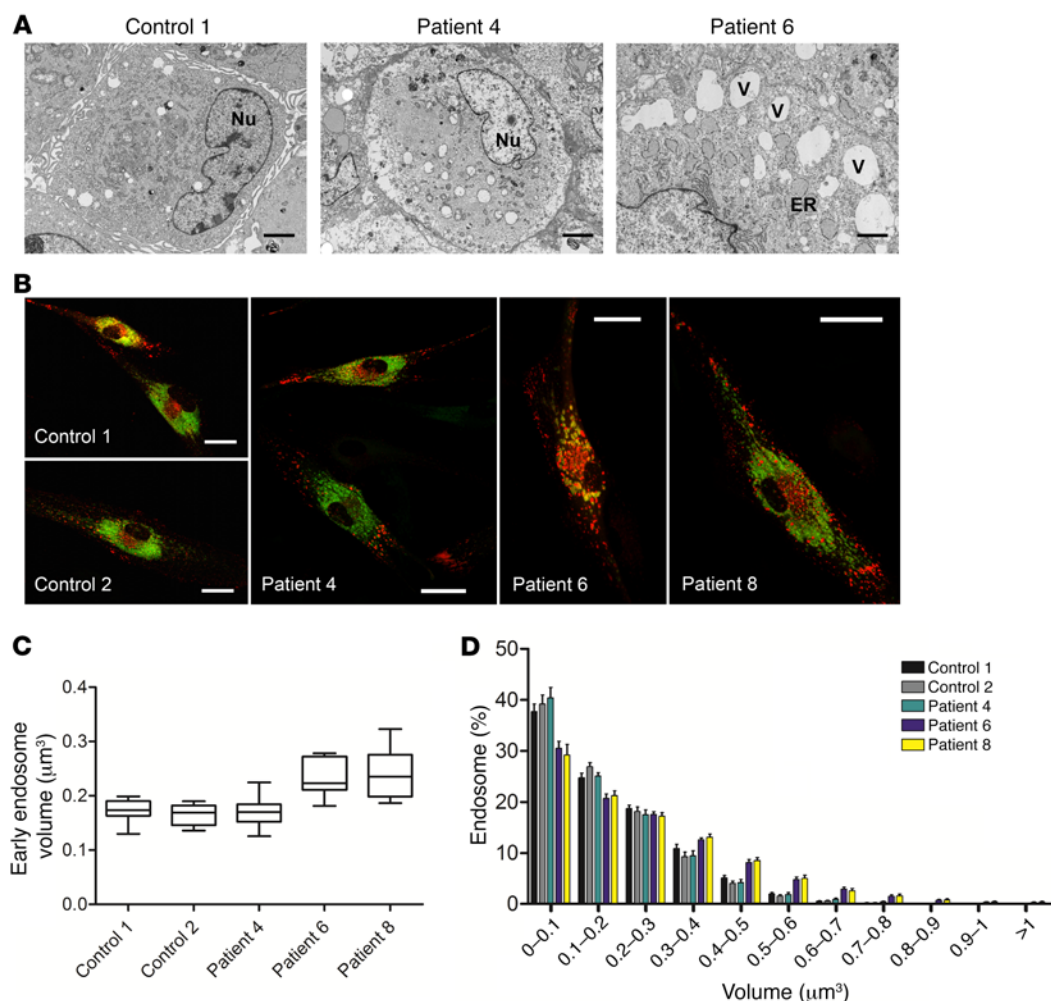 A
Control 1
Patient 4
Patient 6
Nu
Nu
V
V
V
ER
B
Control 1
Control 2
Patient 4
Patient 6
Patient 8
C
Early endosome
volume (μm³)
0.4
0.3
0.2
0.1
0.0
Control 1
Control 2
Patient 4
Patient 6
Patient 8
D
Endosome (%)
50
40
30
20
10
0
Control 1
Control 2
Patient 4
Patient 6
Patient 8
0–0.1
0.1–0.2
0.2–0.3
0.3–0.4
0.4–0.5
0.5–0.6
0.6–0.7
0.7–0.8
0.8–0.9
0.9–1
>1
Volume (μm³)